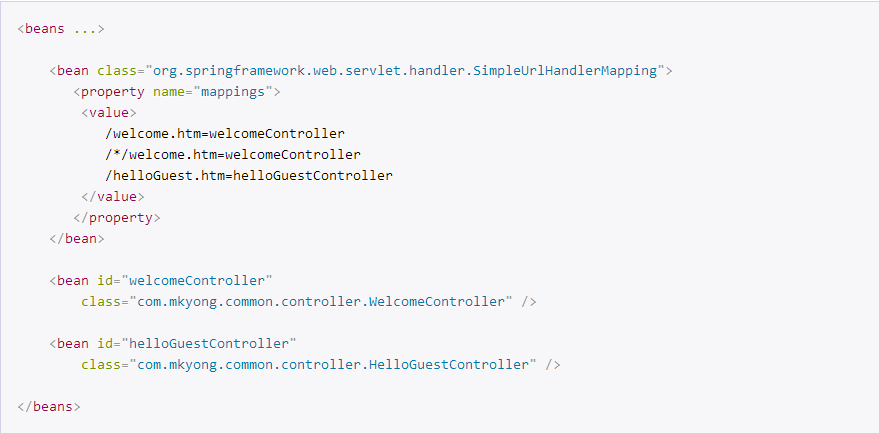 <beans ...>
<bean class="org.springframework.web.servlet.handler.SimpleUrlHandlerMapping">
<property name="mappings">
<value>
/welcome.htm=welcomeController
/*/welcome.htm=welcomeController
/helloGuest.htm=helloGuestController
</value>
</property>
</bean>
<bean id="welcomeController"
class="com.mkyong.common.controller.WelcomeController" />
<bean id="helloGuestController"
class="com.mkyong.common.controller.HelloGuestController" />
</beans>